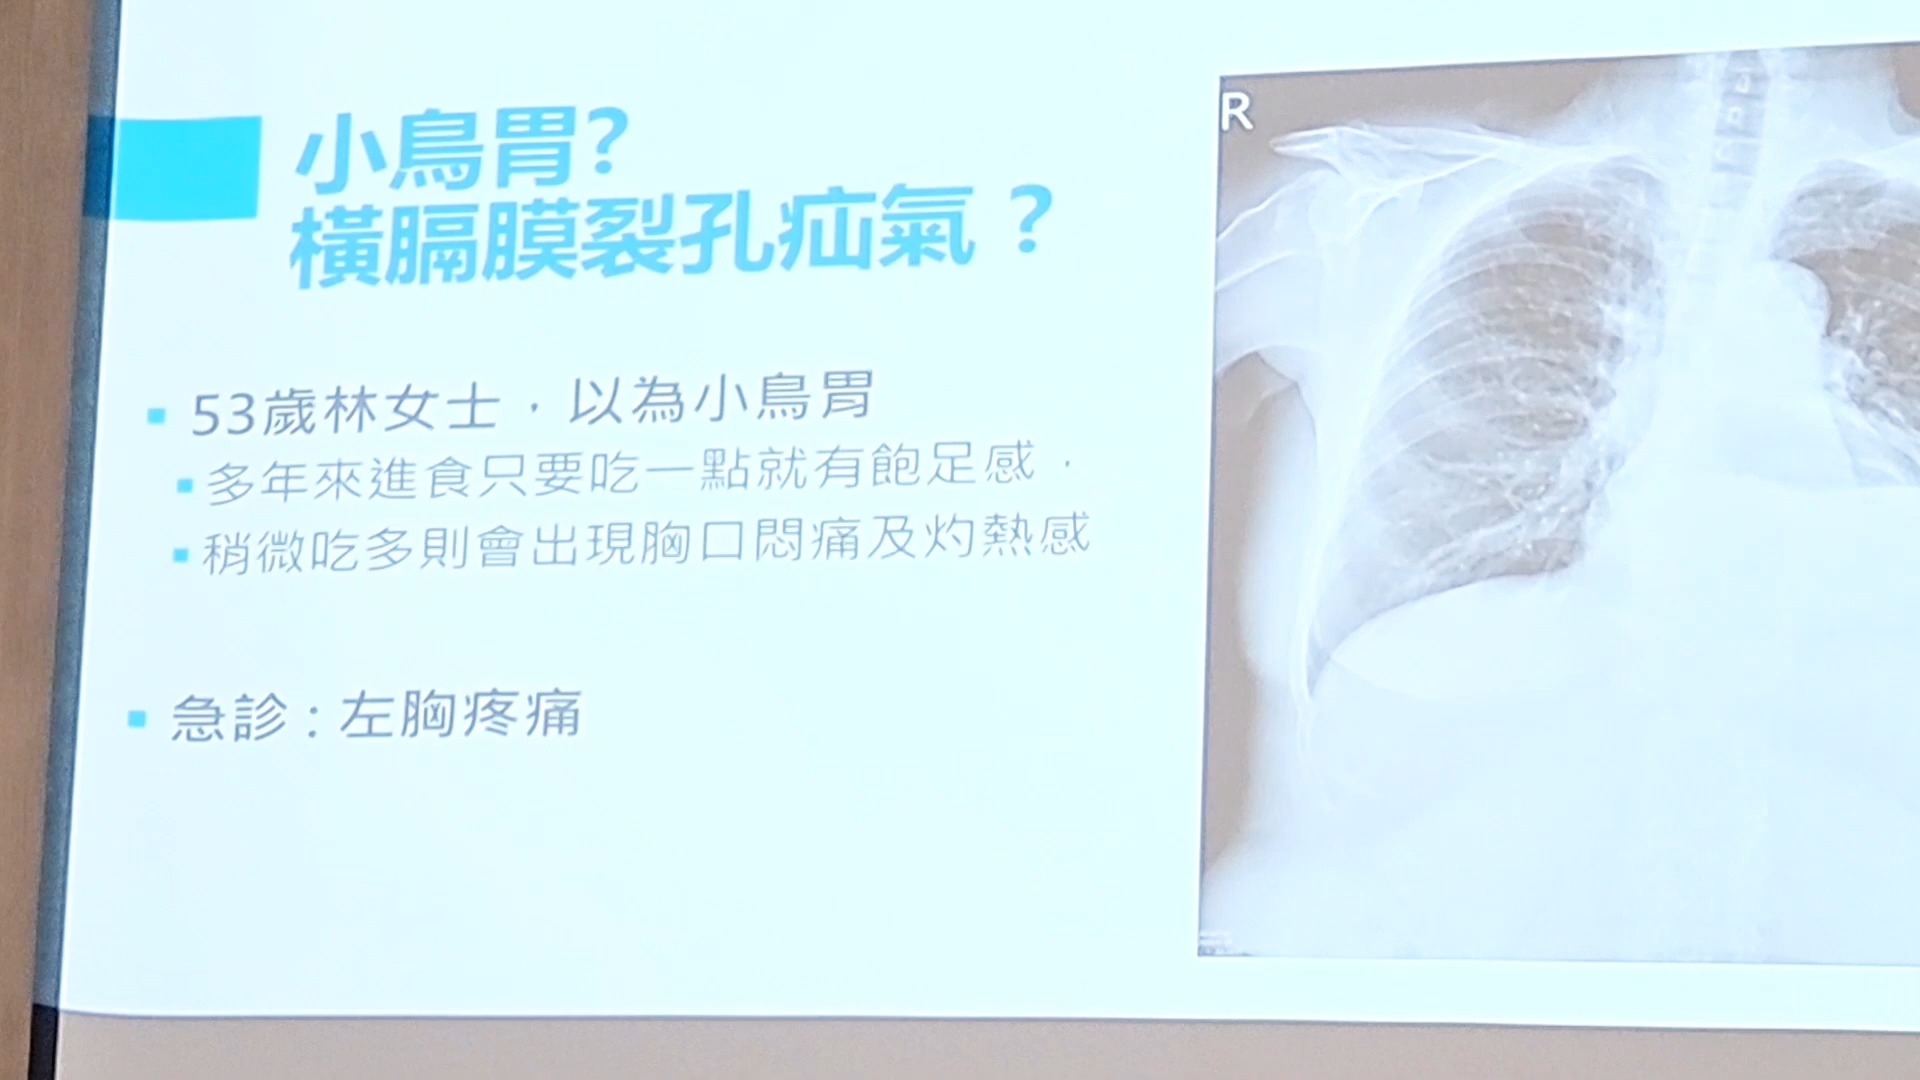 小鳥胃?
橫膈膜裂孔疝氣？
53歲林女士，以為小鳥胃
多年來進食只要吃一點就有飽足感，
稍微吃多則會出現胸口悶痛及灼熱感
急診：左胸疼痛
R